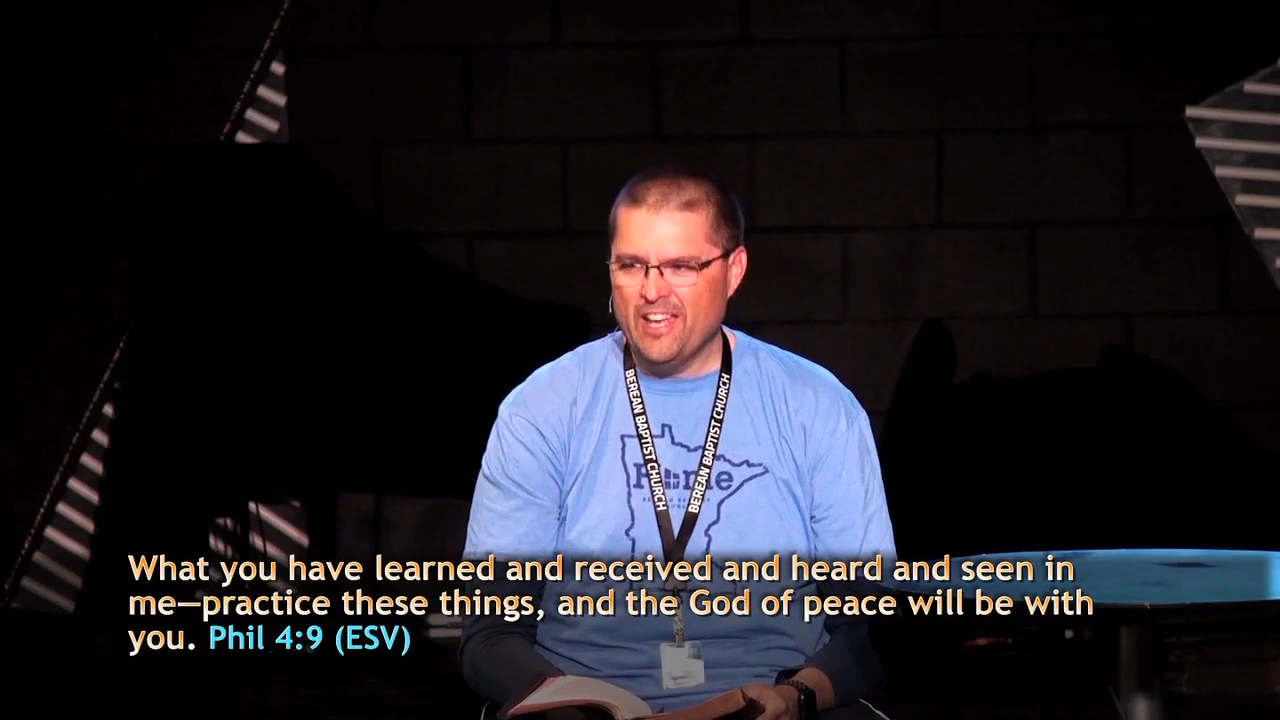 BEREAN BAPTIST CHURCH
BEREAN BAPTIST CHURCH
Home
What you have learned and received and heard and seen in
me—practice these things, and the God of peace will be with
you. Phil 4:9 (ESV)